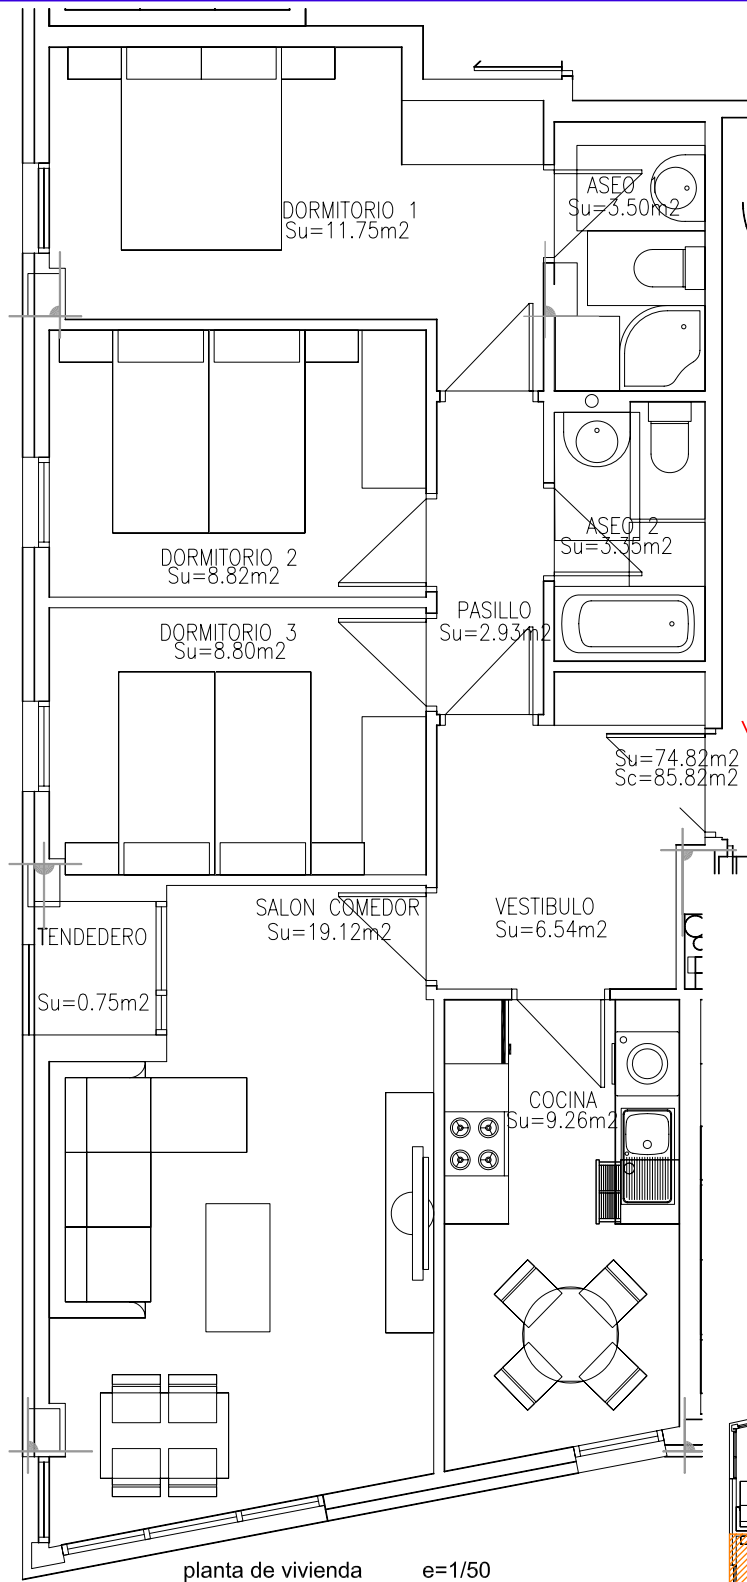 DORMITORIO 1
Su=11.75m2
ASEO 1
Su=3.50m2
DORMITORIO 2
Su=8.82m2
ASEO 2
Su=3.35m2
PASILLO
Su=2.93m2
DORMITORIO 3
Su=8.80m2
Su=74.82m2
Sc=85.82m2
SALON COMEDOR
Su=19.12m2
VESTIBULO
Su=6.54m2
TENDEDERO
Su=0.75m2
COCINA
Su=9.26m2
planta de vivienda e=1/50